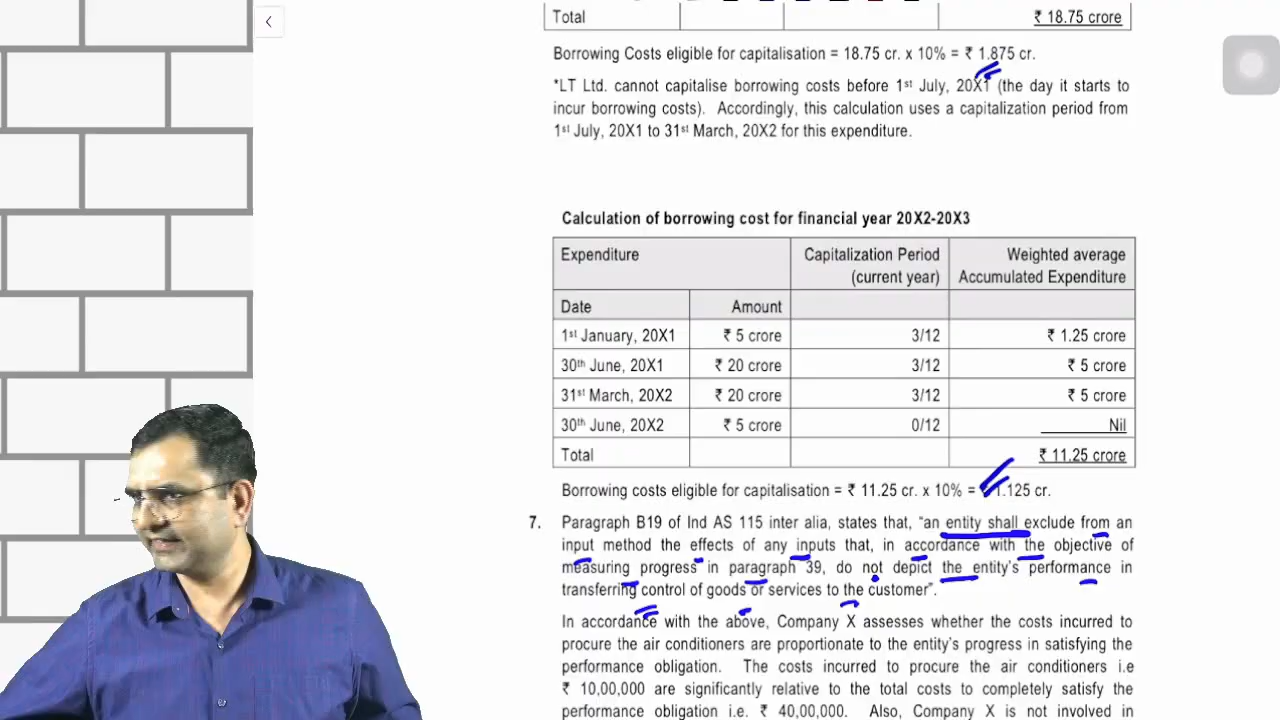 Total ₹ 18.75 crore
Borrowing Costs eligible for capitalisation = 18.75 cr. x 10% = ₹ 1.875 cr.
*LT Ltd. cannot capitalise borrowing costs before 1st July, 20X1 (the day it starts to
incur borrowing costs). Accordingly, this calculation uses a capitalization period from
1st July, 20X1 to 31st March, 20X2 for this expenditure.
Calculation of borrowing cost for financial year 20X2-20X3
Expenditure Capitalization Period Weighted average
(current year) Accumulated Expenditure
Date Amount
1st January, 20X1 ₹ 5 crore 3/12 ₹ 1.25 crore
30th June, 20X1 ₹ 20 crore 3/12 ₹ 5 crore
31st March, 20X2 ₹ 20 crore 3/12 ₹ 5 crore
30th June, 20X2 ₹ 5 crore 0/12 Nil
Total ₹ 11.25 crore
Borrowing costs eligible for capitalisation = ₹ 11.25 cr. x 10% = 1.125 cr.
7. Paragraph B19 of Ind AS 115 inter alia, states that, "an entity shall exclude from an
input method the effects of any inputs that, in accordance with the objective of
measuring progress in paragraph 39, do not depict the entity's performance in
transferring control of goods or services to the customer".
In accordance with the above, Company X assesses whether the costs incurred to
procure the air conditioners are proportionate to the entity's progress in satisfying the
performance obligation. The costs incurred to procure the air conditioners i.e
₹ 10,00,000 are significantly relative to the total costs to completely satisfy the
performance obligation i.e. ₹ 40,00,000. Also, Company X is not involved in